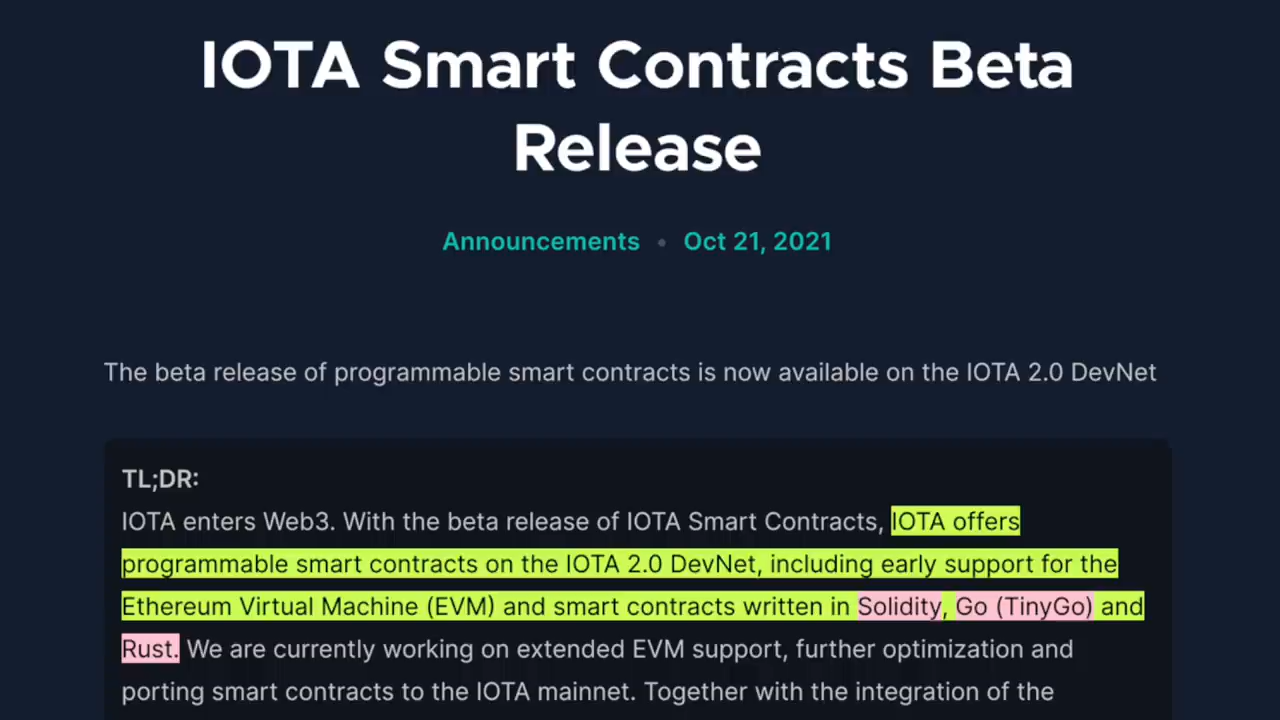 IOTA Smart Contracts Beta
Release
Announcements • Oct 21, 2021
The beta release of programmable smart contracts is now available on the IOTA 2.0 DevNet
TL;DR:
IOTA enters Web3. With the beta release of IOTA Smart Contracts, IOTA offers
programmable smart contracts on the IOTA 2.0 DevNet, including early support for the
Ethereum Virtual Machine (EVM) and smart contracts written in Solidity, Go (TinyGo) and
Rust. We are currently working on extended EVM support, further optimization and
porting smart contracts to the IOTA mainnet. Together with the integration of the